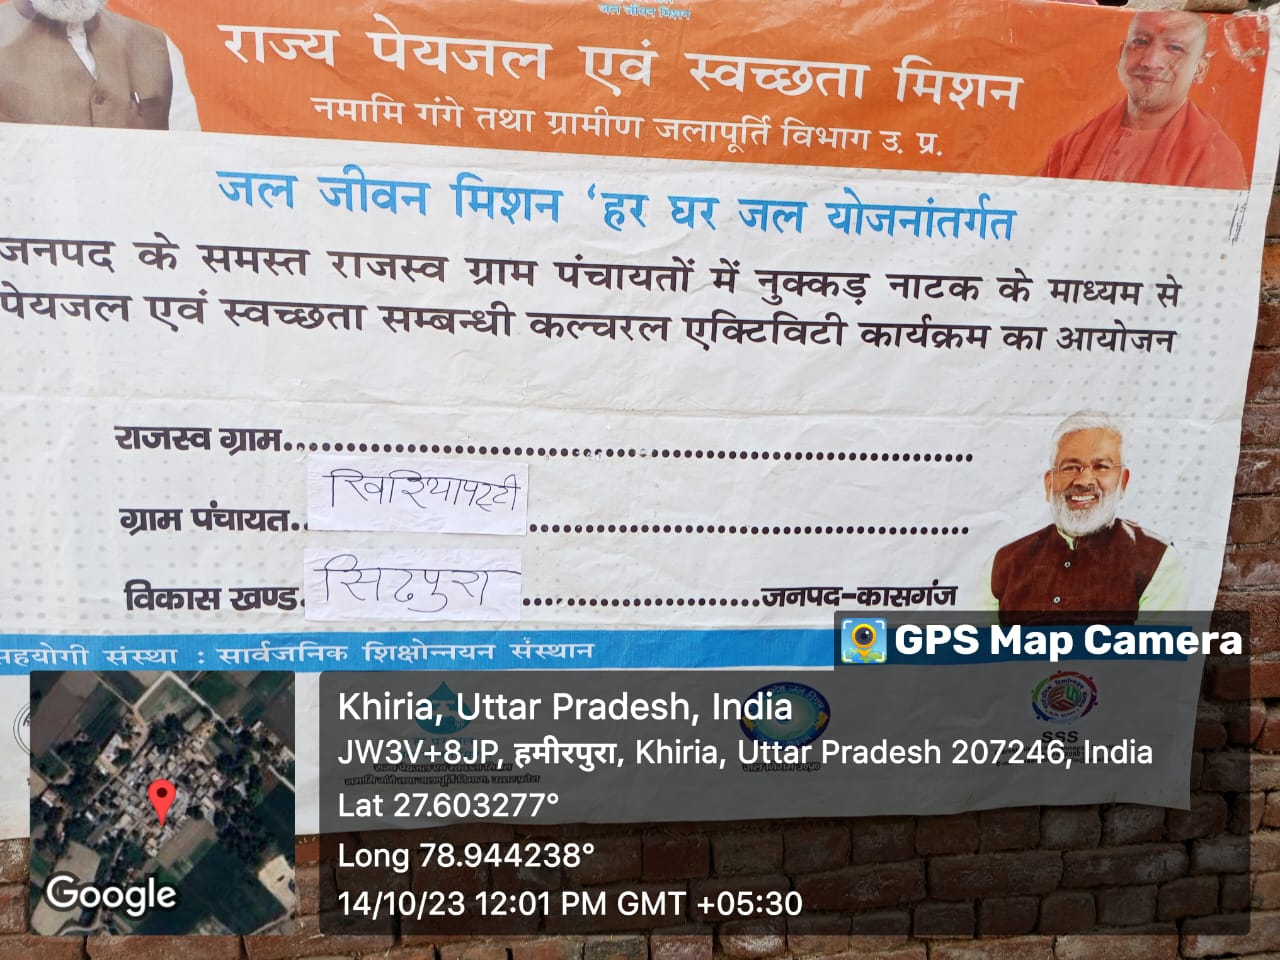 जल जीवन मिशन
राज्य पेयजल एवं स्वच्छता मिशन
नमामि गंगे तथा ग्रामीण जलापूर्ति विभाग उ. प्र.
जल जीवन मिशन ‘हर घर जल योजनांतर्गत
जनपद के समस्त राजस्व ग्राम पंचायतों में नुक्कड़ नाटक के माध्यम से
पेयजल एवं स्वच्छता सम्बन्धी कल्चरल एक्टिविटी कार्यक्रम का आयोजन
राजस्व ग्राम
ग्राम पंचायत.. खिरियापट्टी
विकास खण्ड. सिढपुरा जनपद-कासगंज
सहयोगी संस्था : सार्वजनिक शिक्षोन्नयन संस्थान
GPS Map Camera
SSS
Khiria, Uttar Pradesh, India
JW3V+8JP, हमीरपुरा, Khiria, Uttar Pradesh 207246, India
Lat 27.603277°
Long 78.944238°
14/10/23 12:01 PM GMT +05:30
Google